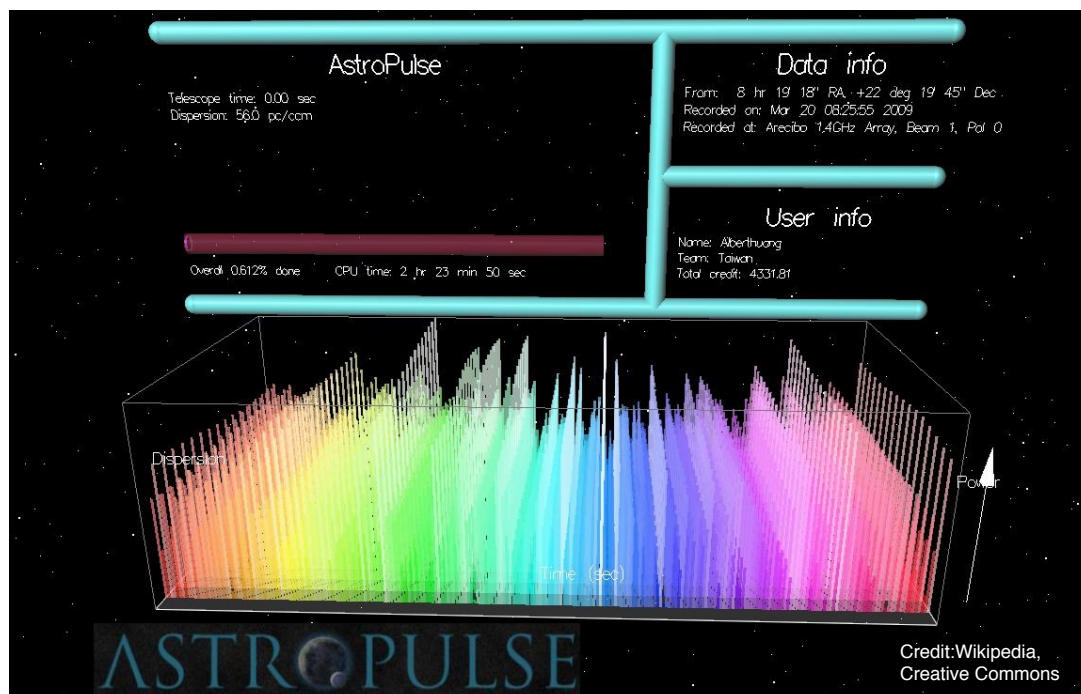 AstroPulse
Telescope time: 0.00 sec
Dispersion: 56.0 pc/ccm
Data info
From: 8 hr 19' 18" RA, +22 deg 19' 45" Dec
Recorded on: Mar 20 08:25:55 2009
Recorded at: Arecibo 1.4GHz Array, Beam 1, Pol 0
User info
Name: Alberthuang
Team: Taiwan
Total credit: 4331.81
Overall 0.612% done CPU time: 2 hr 23 min 50 sec
Dispersion
Power
Time (sec)
ASTROPULSE
Credit:Wikipedia,
Creative Commons